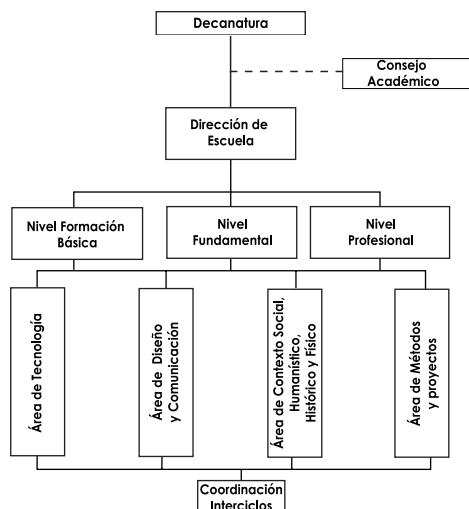 Decanatura
Consejo
Académico
Dirección de
Escuela
Nivel Formación
Básica
Nivel
Fundamental
Nivel
Profesional
Área de Tecnología
Área de Diseño
y Comunicación
Área de Contexto Social,
Humanístico,
Histórico y Físico
Área de Métodos
y proyectos
Coordinación
Interciclos